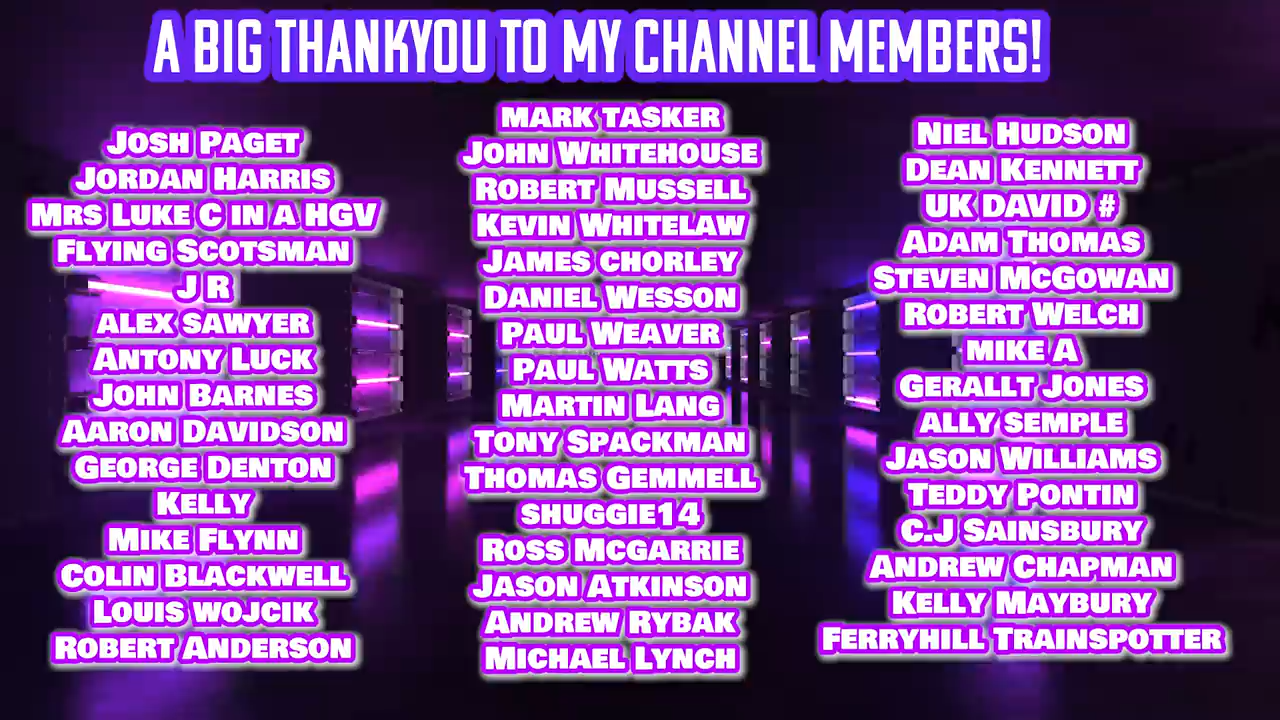 A BIG THANKYOU TO MY CHANNEL MEMBERS!
Josh Paget
Jordan Harris
Mrs Luke C in a HGV
Flying Scotsman
J R
alex sawyer
Antony Luck
John Barnes
Aaron Davidson
George Denton
Kelly
Mike Flynn
Colin Blackwell
Louis wojcik
Robert Anderson
mark tasker
John Whitehouse
Robert Mussell
Kevin Whitelaw
James chorley
Daniel Wesson
Paul Weaver
Paul Watts
Martin Lang
Tony Spackman
Thomas Gemmell
shuggie14
Ross Mcgarrie
Jason Atkinson
Andrew Rybak
Michael Lynch
Niel Hudson
Dean Kennett
UK DAVID #
Adam Thomas
Steven McGowan
Robert Welch
mike A
Gerallt Jones
ally semple
Jason Williams
Teddy Pontin
C.J Sainsbury
Andrew Chapman
Kelly Maybury
Ferryhill Trainspotter